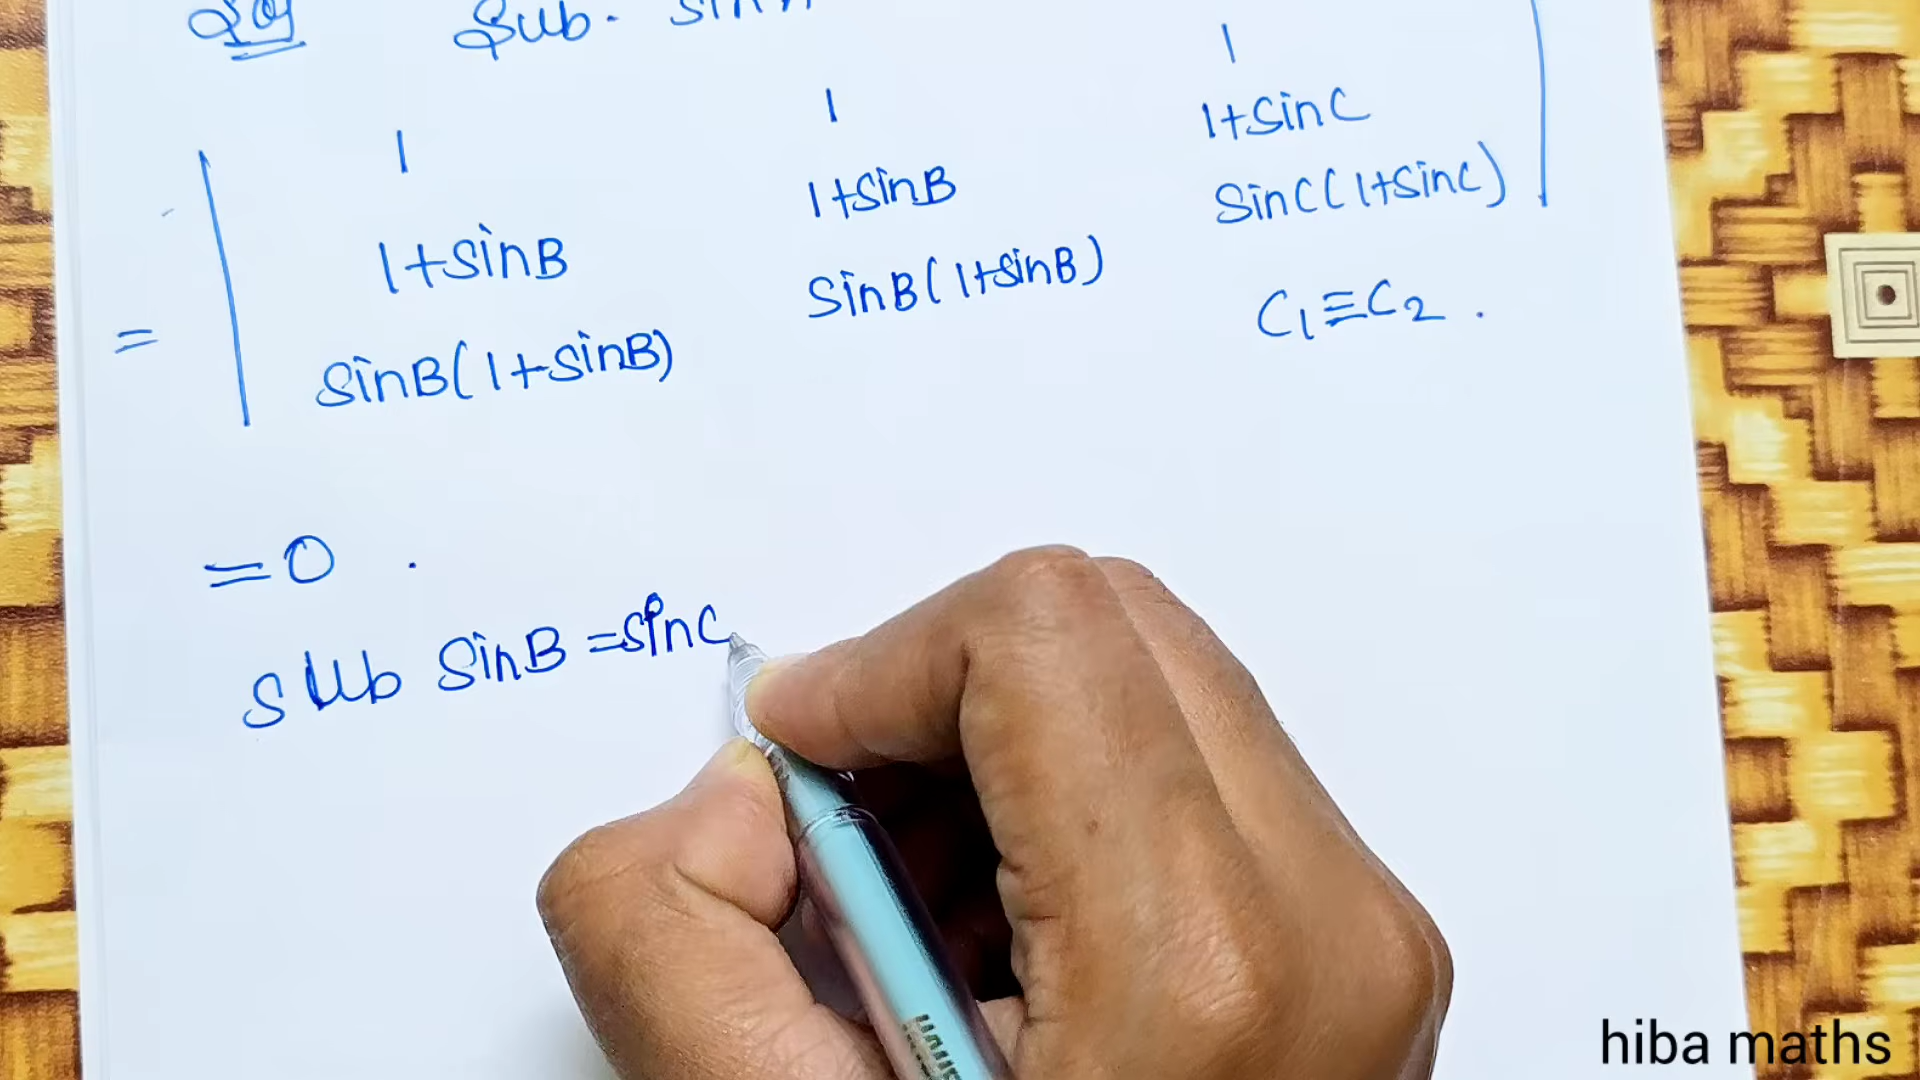 Sub.
1 1 1
1+sinB 1+sinB 1+sinC
= sinB(1+sinB) sinB(1+sinB) sinC(1+sinC)
C₁≡C₂ .
=0 .
sub sinB =sinC
hiba maths